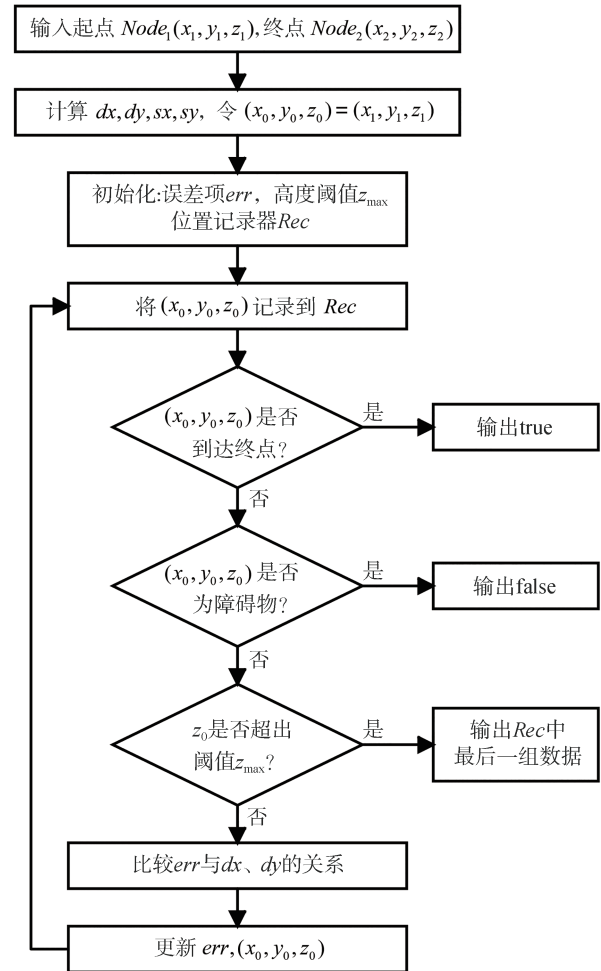 输入起点 Node₁(x₁,y₁,z₁),终点 Node₂(x₂,y₂,z₂)
计算 dx,dy,sx,sy, 令 (x₀,y₀,z₀)=(x₁,y₁,z₁)
初始化:误差项err，高度阈值zmax
位置记录器Rec
将(x₀,y₀,z₀)记录到 Rec
(x₀,y₀,z₀)是否
到达终点?
是
输出true
否
(x₀,y₀,z₀)是否
为障碍物?
是
输出false
否
z₀是否超出
阈值zmax?
是
输出Rec中
最后一组数据
否
比较err与dx、dy的关系
更新 err,(x₀,y₀,z₀)